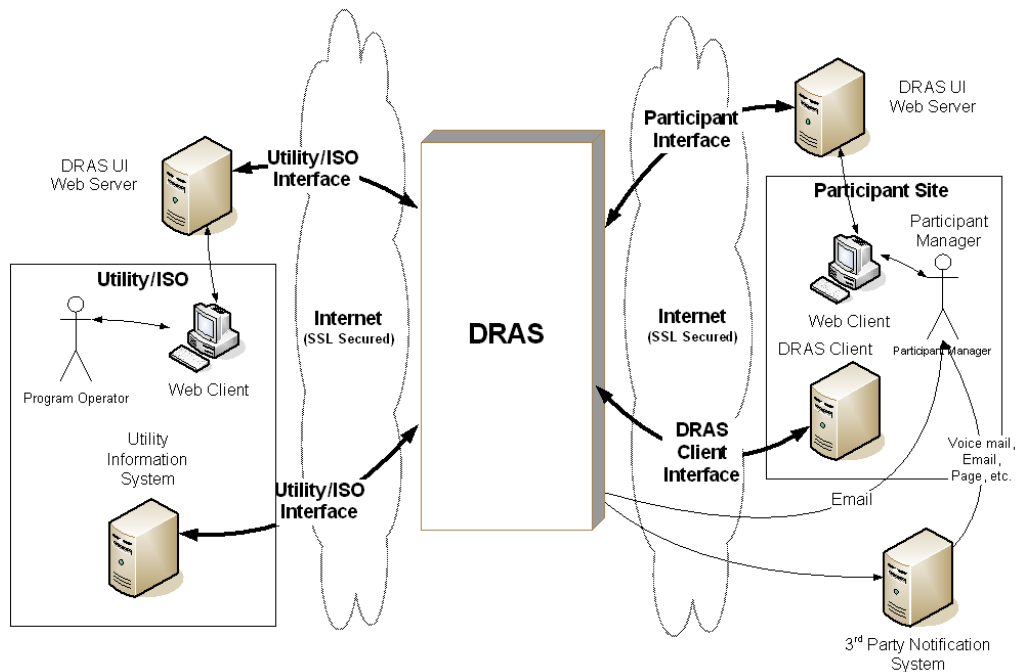 DRAS UI
Web Server
Utility/ISO
Interface
Utility/ISO
Program Operator
Web Client
Utility
Information
System
Utility/ISO
Interface
Internet
(SSL Secured)
DRAS
Participant
Interface
Internet
(SSL Secured)
DRAS
Client
Interface
DRAS UI
Web Server
Participant Site
Participant
Manager
Web Client
Participant Manager
DRAS Client
Voice mail,
Email,
Page, etc.
Email
3rd Party Notification
System